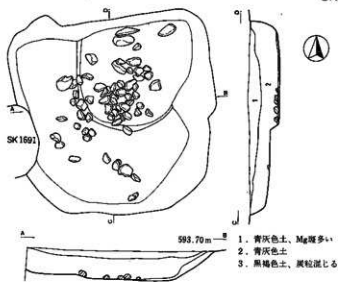 SK1691
A
B
C
593.70m
A
B
1
2
1. 青灰色土、Mg斑多い
2. 青灰色土
3. 黒褐色土、炭粒混じる